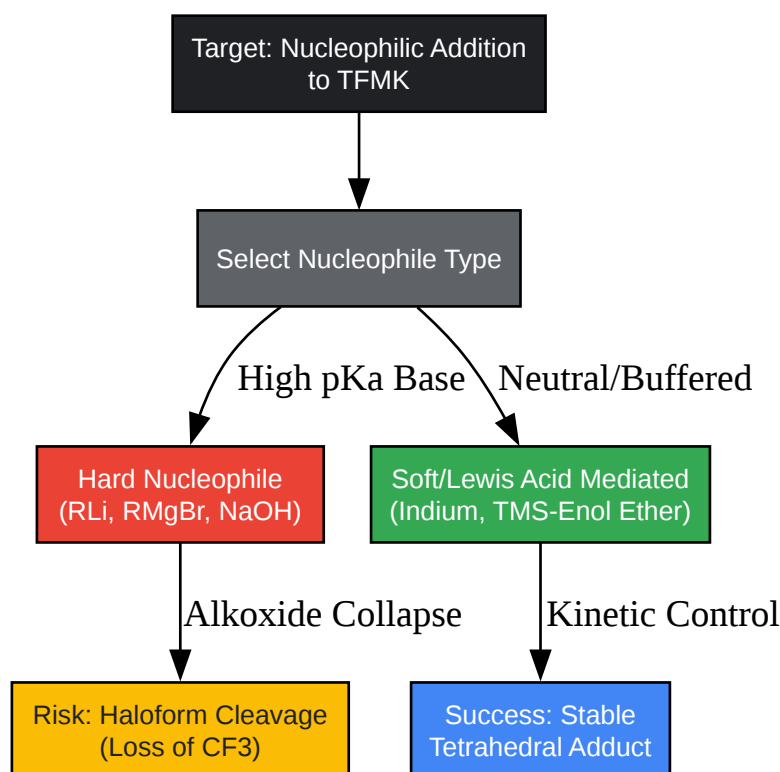 Target: Nucleophilic Addition
to TFMK
Select Nucleophile Type
High pKa Base
Neutral/Buffered
Hard Nucleophile
(RLi, RMgBr, NaOH)
Soft/Lewis Acid Mediated
(Indium, TMS-Enol Ether)
Alkoxide Collapse
Kinetic Control
Risk: Haloform Cleavage
(Loss of CF3)
Success: Stable
Tetrahedral Adduct